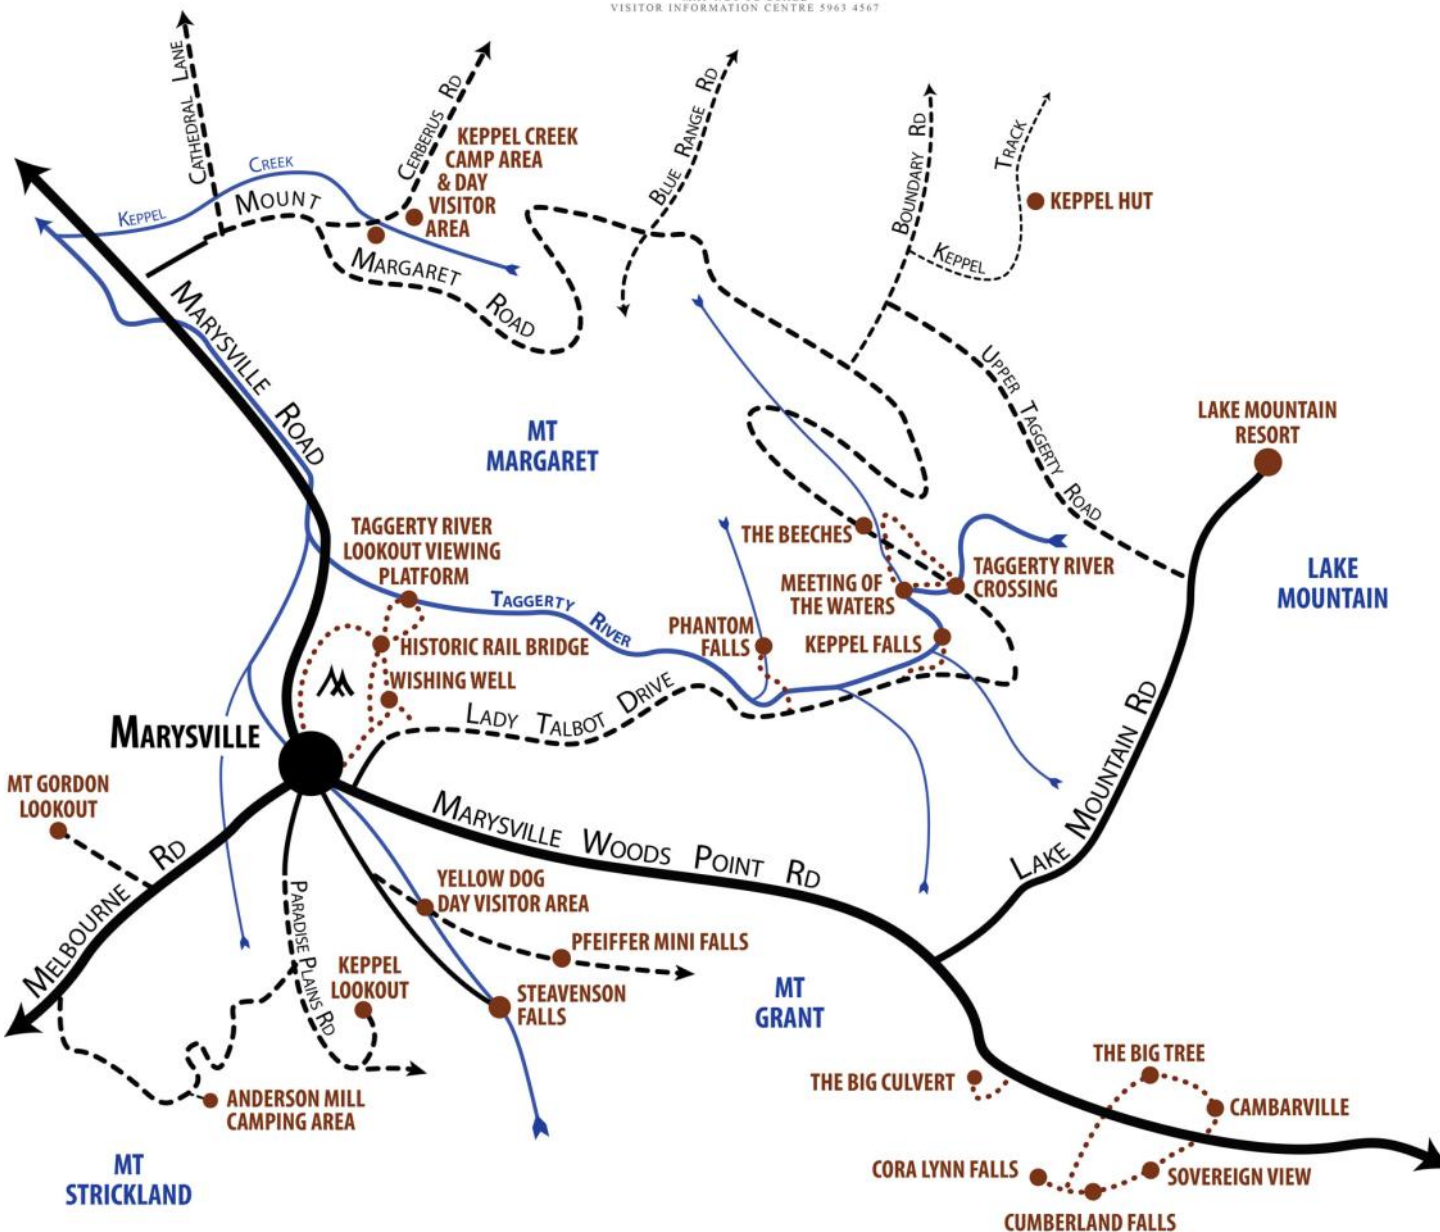 VISITOR INFORMATION CENTRE 5963 4567
CATHEDRAL LANE
CERBERUS RD
BLUE RANGE RD
BOUNDARY RD
KEPPEL TRACK
KEPPEL CREEK
KEPPEL CREEK
CAMP AREA
& DAY
VISITOR
AREA
KEPPEL HUT
MOUNT MARGARET ROAD
MARYSVILLE ROAD
UPPER TAGGERTY ROAD
LAKE MOUNTAIN
RESORT
MT
MARGARET
TAGGERTY RIVER
LOOKOUT VIEWING
PLATFORM
THE BEECHES
TAGGERTY RIVER
CROSSING
LAKE
MOUNTAIN
MEETING OF
THE WATERS
TAGGERTY RIVER
PHANTOM
FALLS
KEPPEL FALLS
HISTORIC RAIL BRIDGE
WISHING WELL
LADY TALBOT DRIVE
MARYSVILLE
LAKE MOUNTAIN RD
MT GORDON
LOOKOUT
MARYSVILLE WOODS POINT RD
MELBOURNE RD
PARADISE PLAINS RD
YELLOW DOG
DAY VISITOR AREA
PFEIFFER MINI FALLS
KEPPEL
LOOKOUT
STEAVENSON
FALLS
MT
GRANT
ANDERSON MILL
CAMPING AREA
THE BIG CULVERT
THE BIG TREE
CAMBARVILLE
MT
STRICKLAND
CORA LYNN FALLS
SOVEREIGN VIEW
CUMBERLAND FALLS